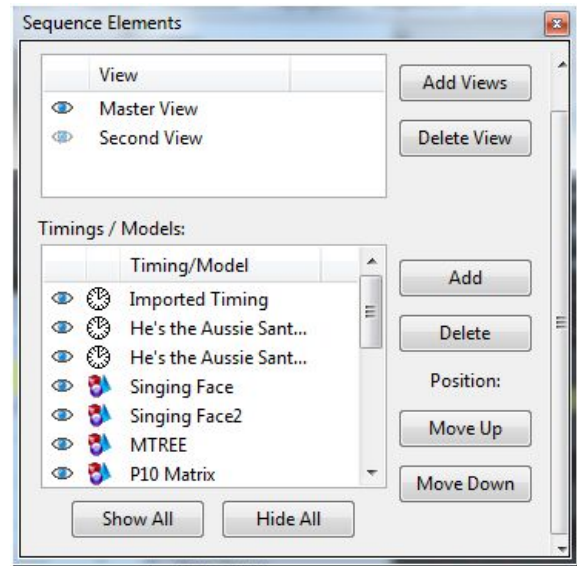 Sequence Elements
View
Add Views
Master View
Second View
Delete View
Timings / Models:
Timing/Model
Add
Imported Timing
He's the Aussie Sant...
Delete
He's the Aussie Sant...
Singing Face
Position:
Singing Face2
Move Up
MTREE
P10 Matrix
Move Down
Show All
Hide All